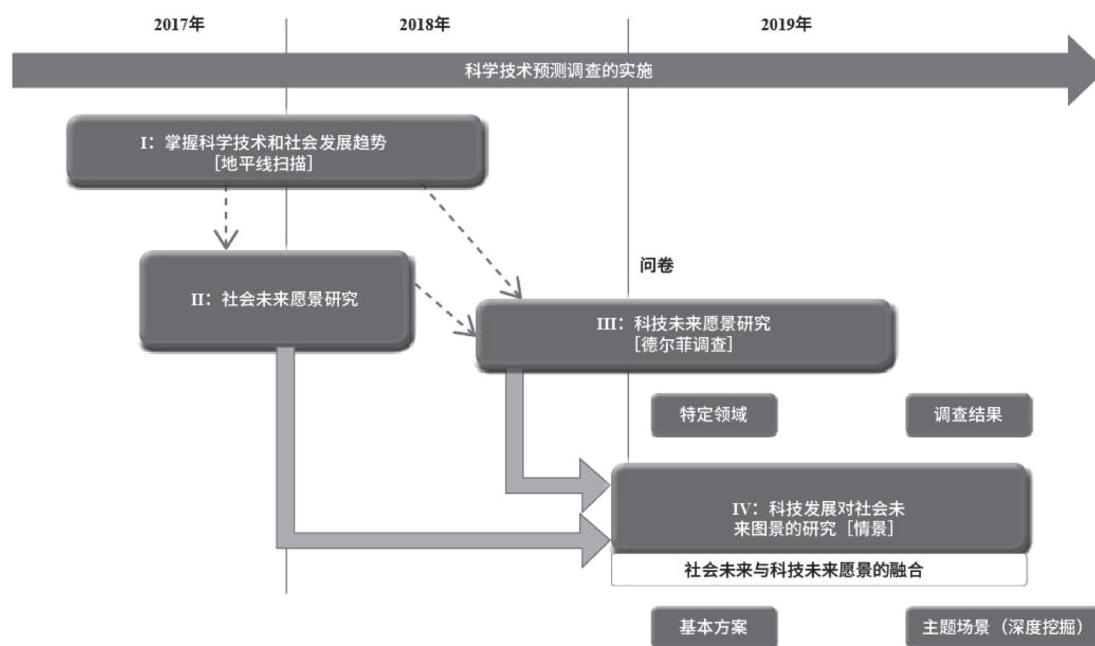 2017年
2018年
2019年
科学技术预测调查的实施
I：掌握科学技术和社会发展趋势
［地平线扫描］
II：社会未来愿景研究
问卷
III：科技未来愿景研究
［德尔菲调查］
特定领域
调查结果
IV：科技发展对社会未
来图景的研究［情景］
社会未来与科技未来愿景的融合
基本方案
主题场景（深度挖掘）